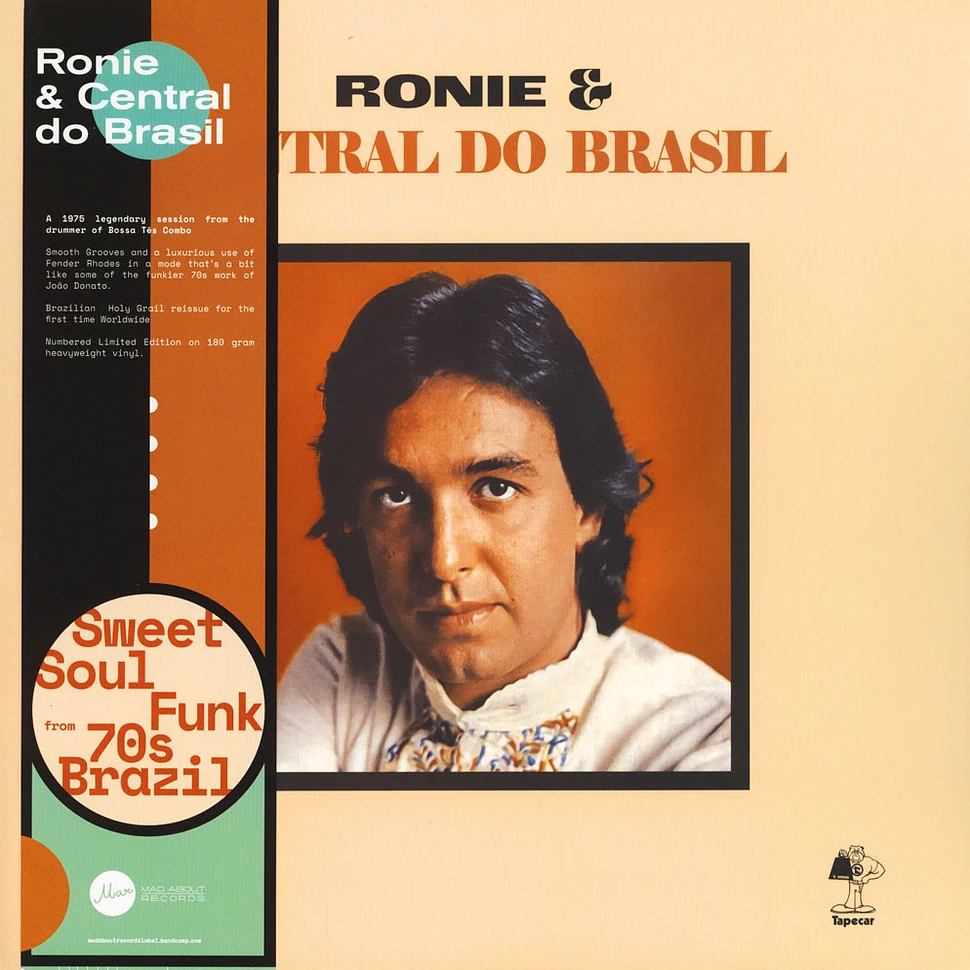 Ronie
& Central
do Brasil
A 1975 legendary session from the
drummer of Bossa Tês Combo
Smooth Grooves and a luxurious use of
Fender Rhodes in a mode that's a bit
like some of the funkier 70s work of
João Donato.
Brazilian Holy Grail reissue for the
first time Worldwide
Numbered Limited Edition on 180 gram
heavyweight vinyl.
Sweet
Soul
Funk
from 70s
Brazil
Mar
MAD ABOUT
RECORDS
madaboutrecordslabel.bandcamp.com
RONIE &
TRAL DO BRASIL
Tapecar